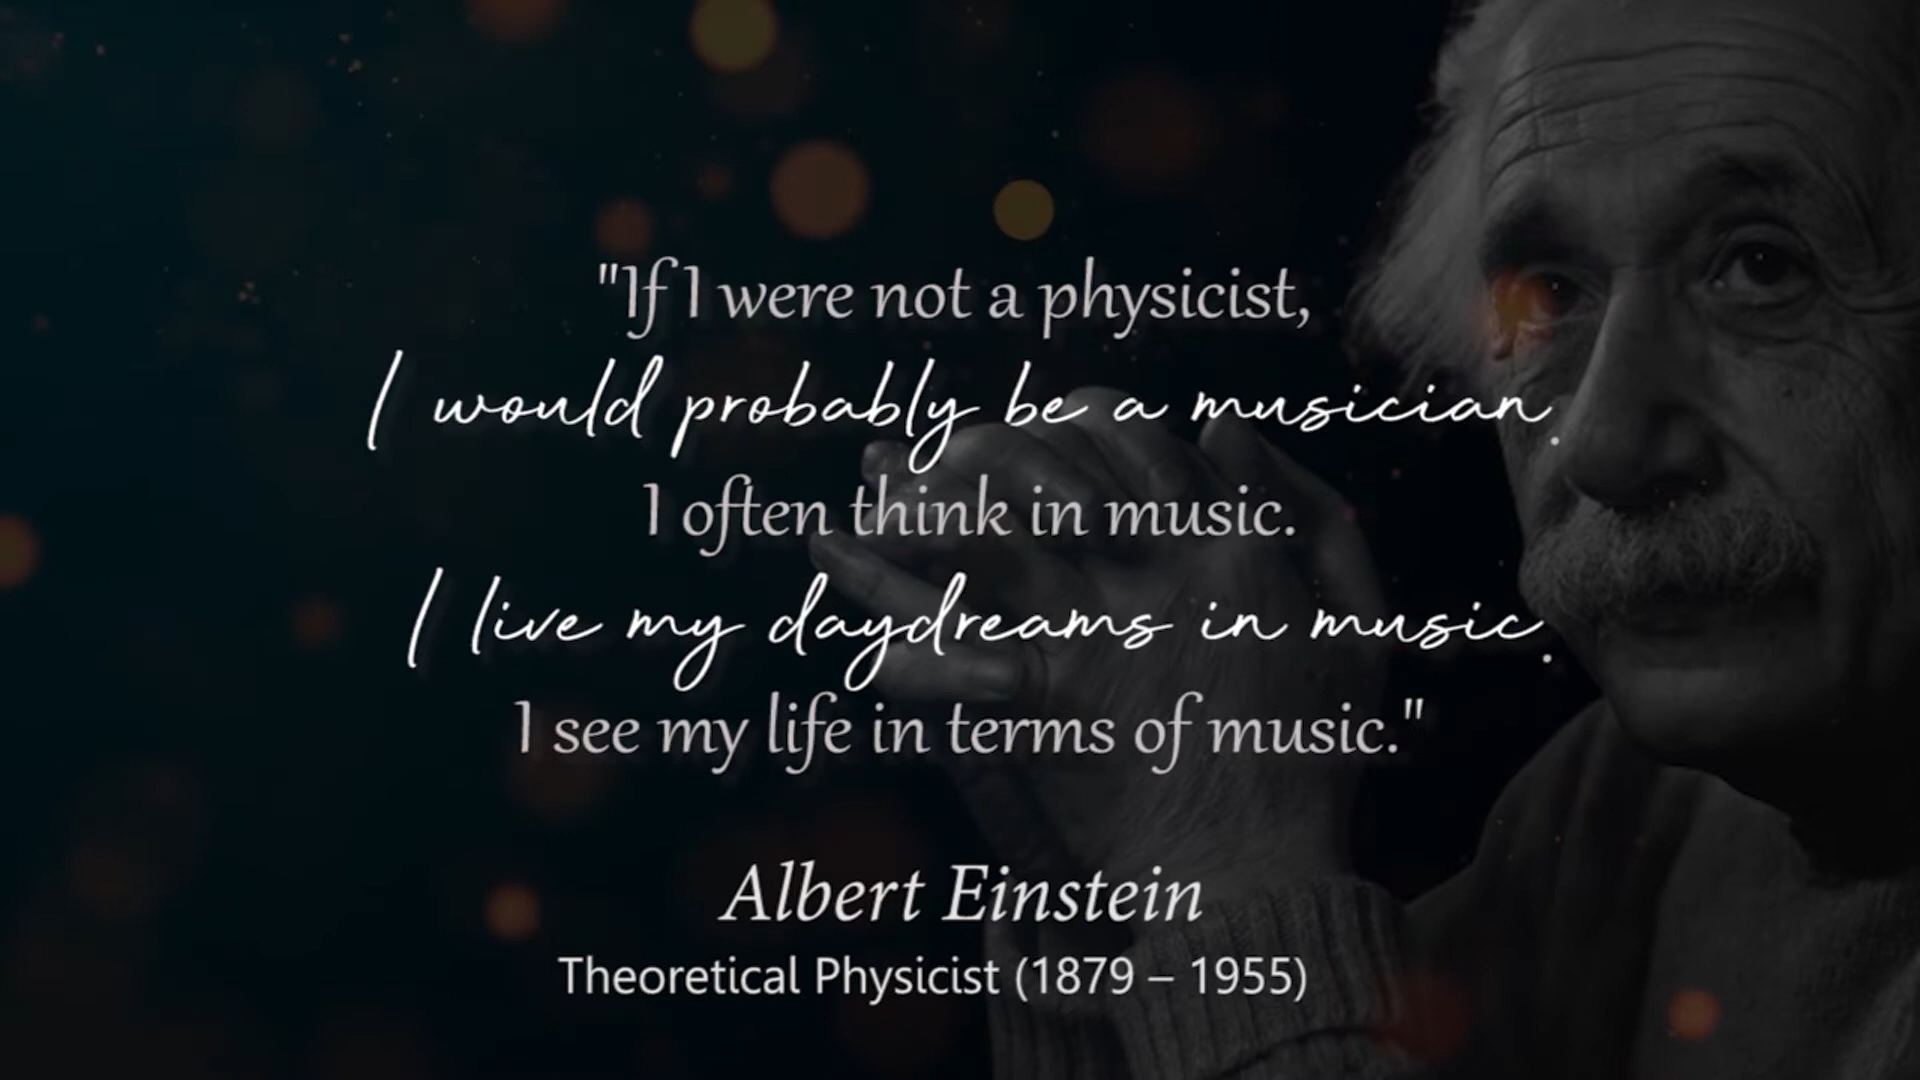 "If I were not a physicist,
I would probably be a musician.
I often think in music.
I live my daydreams in music.
I see my life in terms of music."
Albert Einstein
Theoretical Physicist (1879 – 1955)